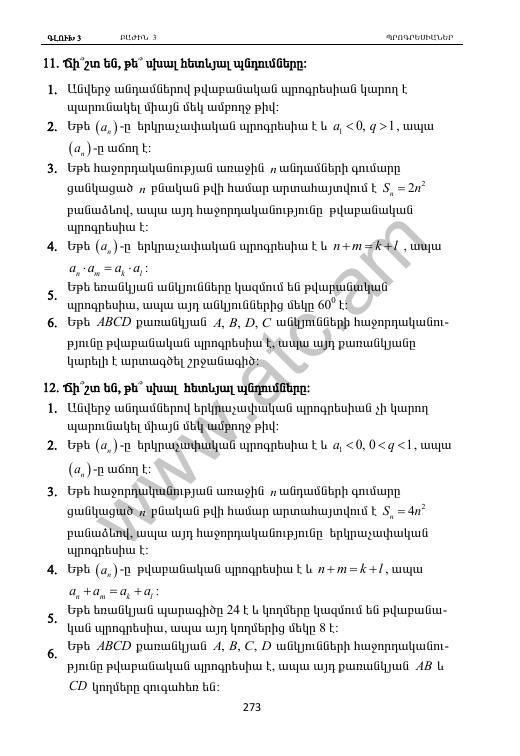 ԳԼՈՒԽ 3 ԲԱԺԻՆ 3 ՊՐՈԳՐԵՍԻԱՆԵՐ
11. Ճի՞շտ են, թե՞ սխալ հետևյալ պնդումները:
1. Անվերջ անդամներով թվաբանական պրոգրեսիան կարող է
պարունակել միայն մեկ ամբողջ թիվ:
2. Եթե (aₙ)-ը երկրաչափական պրոգրեսիա է և a₁ < 0, q > 1, ապա
(aₙ)-ը աճող է:
3. Եթե հաջորդականության առաջին n անդամների գումարը
ցանկացած n բնական թվի համար արտահայտվում է Sₙ = 2n²
բանաձևով, ապա այդ հաջորդականությունը թվաբանական
պրոգրեսիա է:
4. Եթե (aₙ)-ը երկրաչափական պրոգրեսիա է և n + m = k + l, ապա
aₙ · aₘ = aₖ · aₗ:
5. Եթե եռանկյան անկյունները կազմում են թվաբանական
պրոգրեսիա, ապա այդ անկյուններից մեկը 60⁰ է:
6. Եթե ABCD քառանկյան A, B, D, C անկյունների հաջորդականու-
թյունը թվաբանական պրոգրեսիա է, ապա այդ քառանկյանը
կարելի է արտագծել շրջանագիծ:
12. Ճի՞շտ են, թե՞ սխալ հետևյալ պնդումները:
1. Անվերջ անդամներով երկրաչափական պրոգրեսիան չի կարող
պարունակել միայն մեկ ամբողջ թիվ:
2. Եթե (aₙ)-ը երկրաչափական պրոգրեսիա է և a₁ < 0, 0 < q < 1, ապա
(aₙ)-ը աճող է:
3. Եթե հաջորդականության առաջին n անդամների գումարը
ցանկացած n բնական թվի համար արտահայտվում է Sₙ = 4n²
բանաձևով, ապա այդ հաջորդականությունը երկրաչափական
պրոգրեսիա է:
4. Եթե (aₙ)-ը թվաբանական պրոգրեսիա է և n + m = k + l, ապա
aₙ + aₘ = aₖ + aₗ:
5. Եթե եռանկյան պարագիծը 24 է և կողմերը կազմում են թվաբանա-
կան պրոգրեսիա, ապա այդ կողմերից մեկը 8 է:
6. Եթե ABCD քառանկյան A, B, C, D անկյունների հաջորդականու-
թյունը թվաբանական պրոգրեսիա է, ապա այդ քառանկյան AB և
CD կողմերը զուգահեռ են:
273
www.atc.am